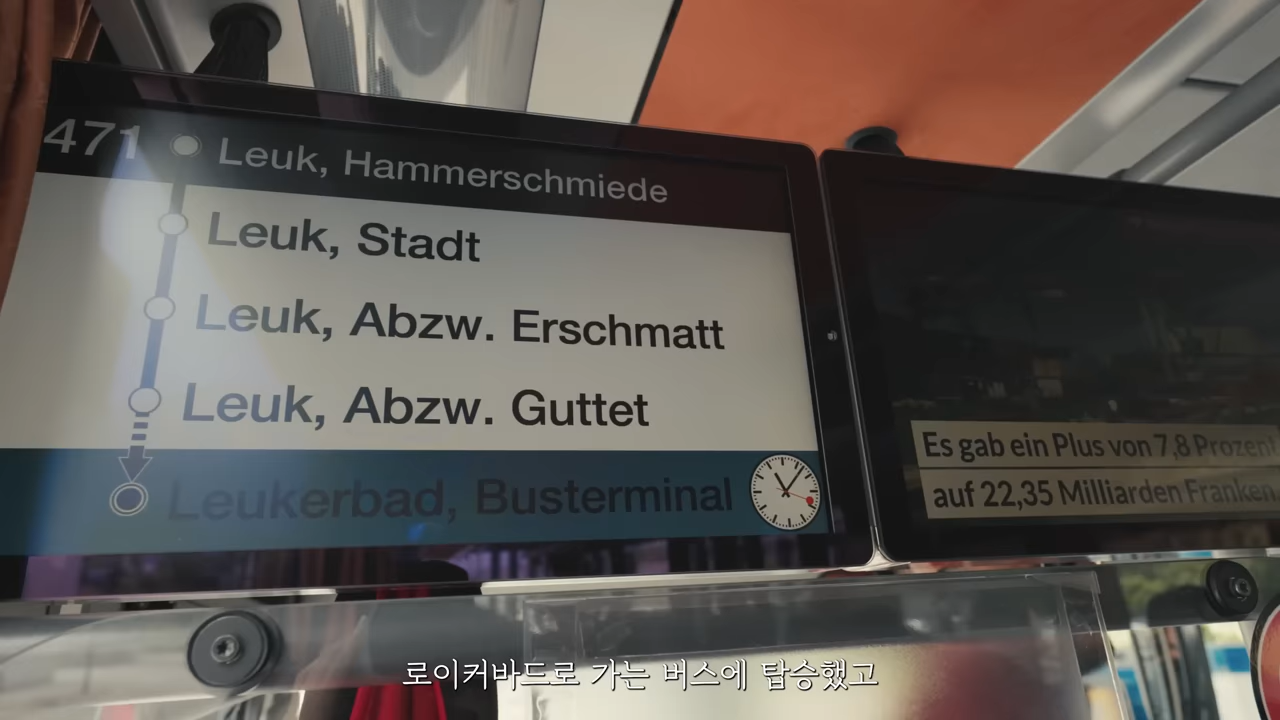 471
Leuk, Hammerschmiede
Leuk, Stadt
Leuk, Abzw. Erschmatt
Leuk, Abzw. Guttet
Leukerbad, Busterminal
Es gab ein Plus von 7,8 Prozent
auf 22,35 Milliarden Franken
로이커바드로 가는 버스에 탑승했고